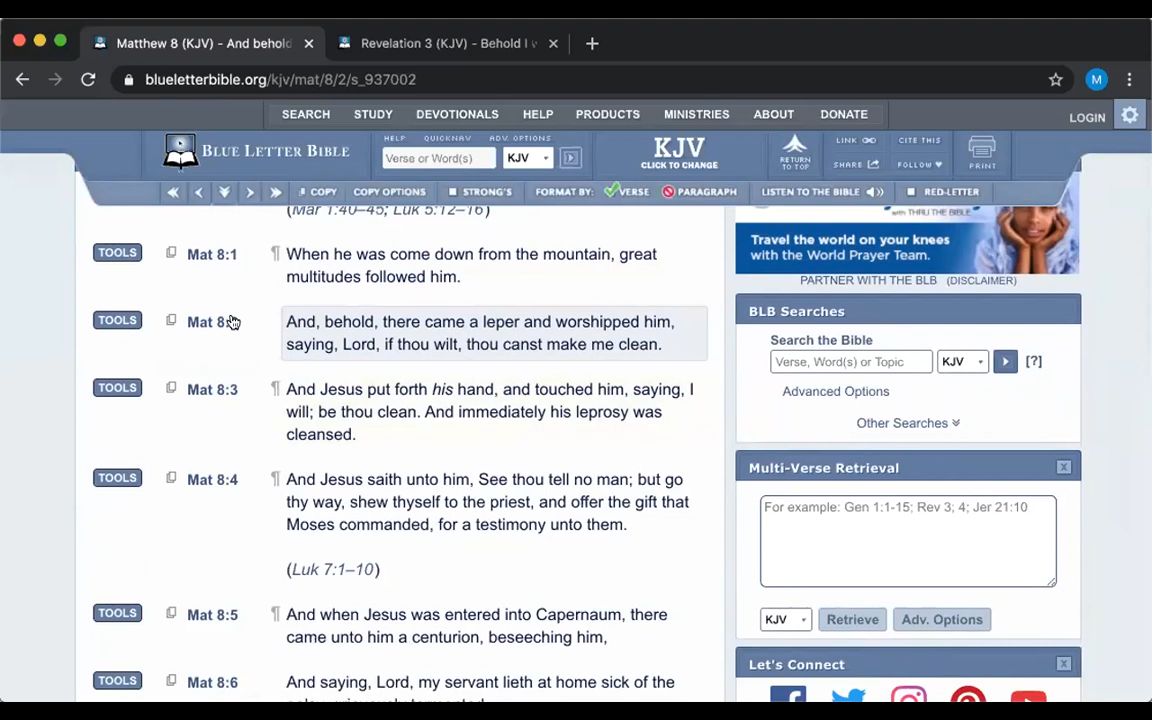 Matthew 8 (KJV) - And behold
Revelation 3 (KJV) - Behold I
blueletterbible.org/kjv/mat/8/2/s_937002
M
SEARCH STUDY DEVOTIONALS HELP PRODUCTS MINISTRIES ABOUT DONATE
LOGIN
BLUE LETTER BIBLE
HELP QUICKNAV ADV. OPTIONS
Verse or Word(s) KJV
KJV
CLICK TO CHANGE
RETURN
TO TOP
LINK CITE THIS
SHARE FOLLOW
PRINT
COPY COPY OPTIONS STRONG'S FORMAT BY: VERSE PARAGRAPH LISTEN TO THE BIBLE RED-LETTER
(Mar 1:40–45; Luk 5:12–16)
TOOLS Mat 8:1 ¶ When he was come down from the mountain, great
multitudes followed him.
TOOLS Mat 8: And, behold, there came a leper and worshipped him,
saying, Lord, if thou wilt, thou canst make me clean.
TOOLS Mat 8:3 ¶ And Jesus put forth his hand, and touched him, saying, I
will; be thou clean. And immediately his leprosy was
cleansed.
TOOLS Mat 8:4 ¶ And Jesus saith unto him, See thou tell no man; but go
thy way, shew thyself to the priest, and offer the gift that
Moses commanded, for a testimony unto them.
(Luk 7:1–10)
TOOLS Mat 8:5 ¶ And when Jesus was entered into Capernaum, there
came unto him a centurion, beseeching him,
TOOLS Mat 8:6 And saying, Lord, my servant lieth at home sick of the
with THRU THE BIBLE
Travel the world on your knees
with the World Prayer Team.
PARTNER WITH THE BLB (DISCLAIMER)
BLB Searches
Search the Bible
Verse, Word(s) or Topic KJV [?]
Advanced Options
Other Searches
Multi-Verse Retrieval X
For example: Gen 1:1-15; Rev 3; 4; Jer 21:10
KJV Retrieve Adv. Options
Let's Connect X